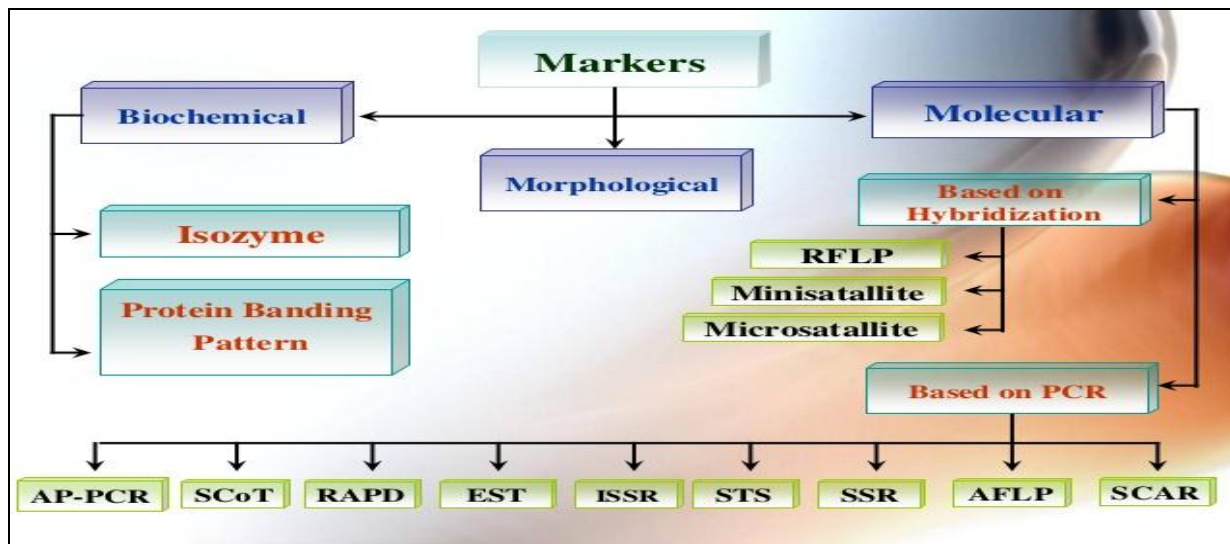 Markers
Biochemical
Molecular
Morphological
Based on
Hybridization
Isozyme
RFLP
Minisatallite
Protein Banding
Pattern
Microsatallite
Based on PCR
AP-PCR
SCoT
RAPD
EST
ISSR
STS
SSR
AFLP
SCAR